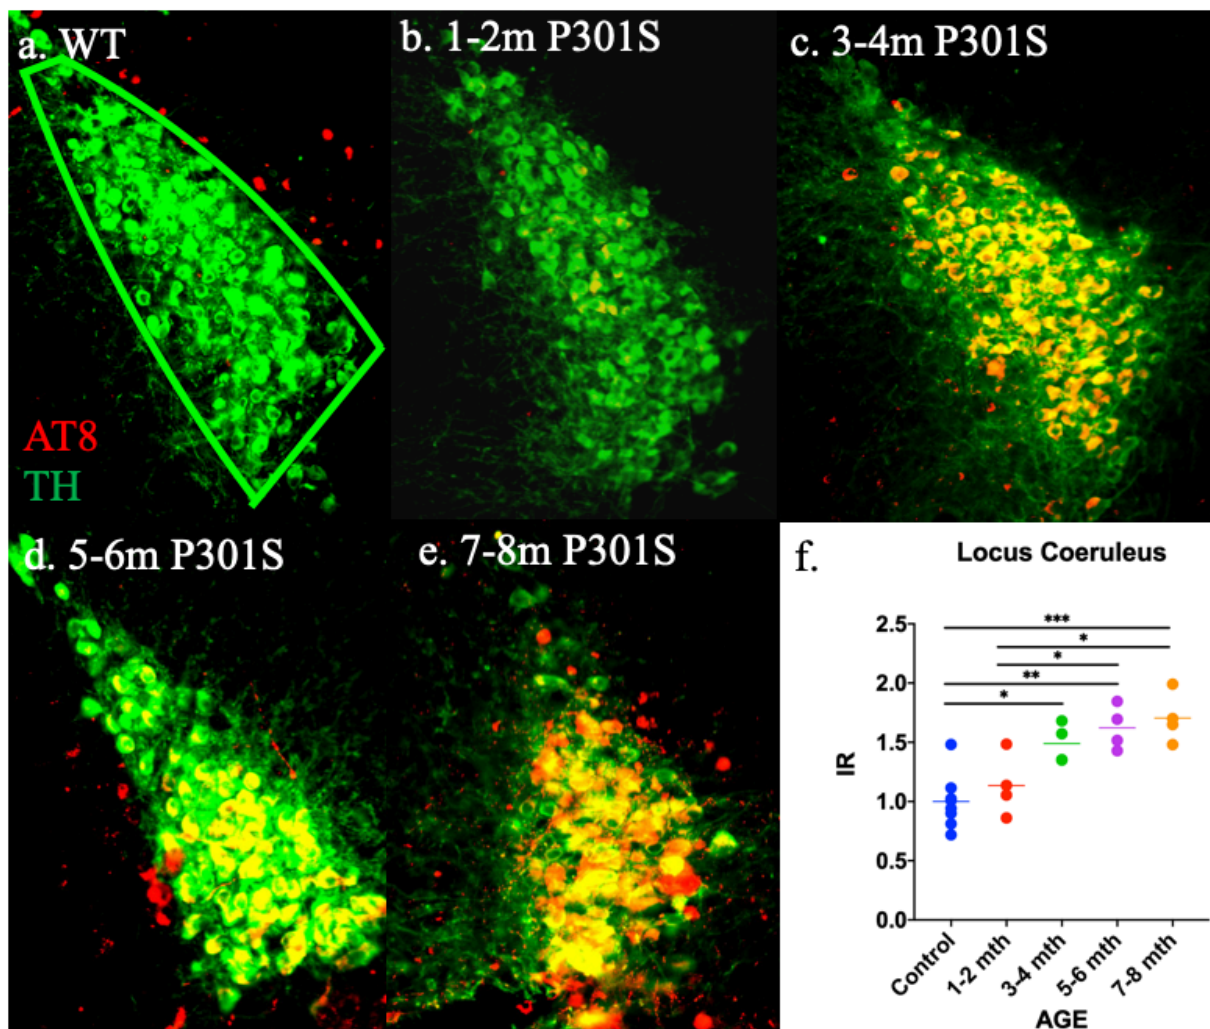 a. WT
b. 1-2m P301S
c. 3-4m P301S
AT8
TH
d. 5-6m P301S
e. 7-8m P301S
f.
Locus Coeruleus
***
*
*
**
*
2.5
2.0
1.5
1.0
0.5
0.0
IR
Control
1-2 mth
3-4 mth
5-6 mth
7-8 mth
AGE